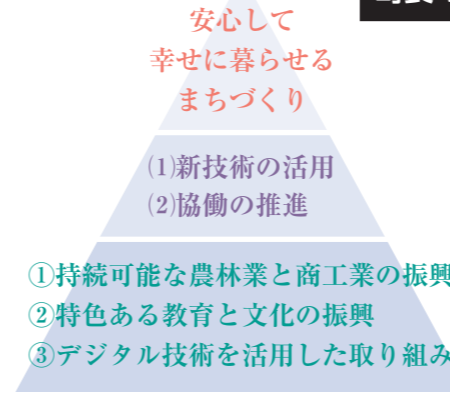 安心して
幸せに暮らせる
まちづくり
⑴新技術の活用
⑵協働の推進
①持続可能な農林業と商工業の振興
②特色ある教育と文化の振興
③デジタル技術を活用した取り組み